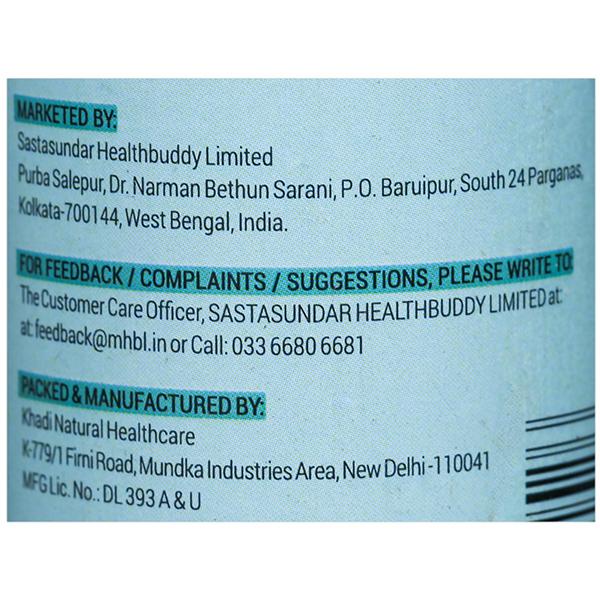 MARKETED BY:
Sastasundar Healthbuddy Limited
Purba Salepur, Dr. Narman Bethun Sarani, P.O. Baruipur, South 24 Parganas,
Kolkata-700144, West Bengal, India.
FOR FEEDBACK / COMPLAINTS / SUGGESTIONS, PLEASE WRITE TO:
The Customer Care Officer, SASTASUNDAR HEALTHBUDDY LIMITED at:
at: feedback@mhbl.in or Call: 033 6680 6681
PACKED & MANUFACTURED BY:
Khadi Natural Healthcare
K-779/1 Firni Road, Mundka Industries Area, New Delhi -110041
MFG Lic. No.: DL 393 A & U